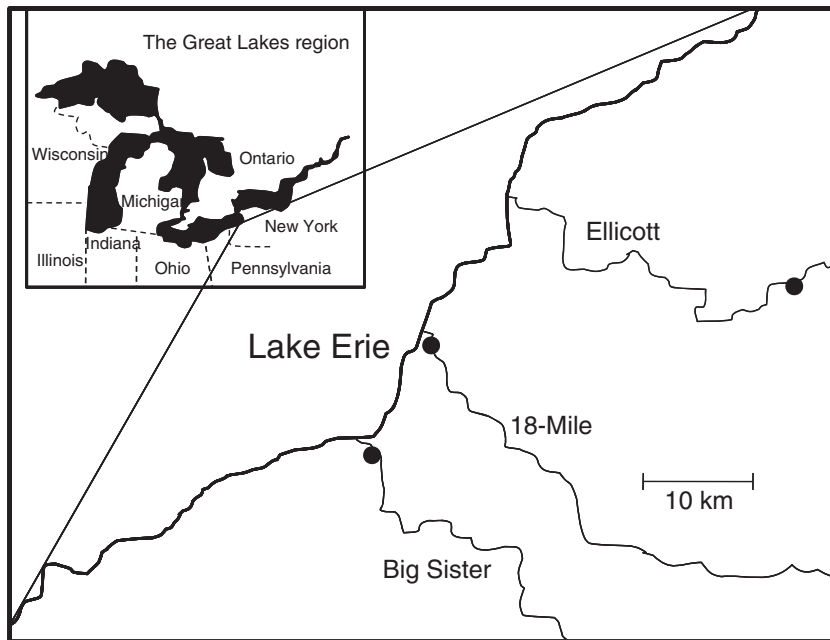 The Great Lakes region
Wisconsin
Ontario
Michigan
New York
Indiana
Illinois
Ohio
Pennsylvania
Ellicott
Lake Erie
18-Mile
10 km
Big Sister